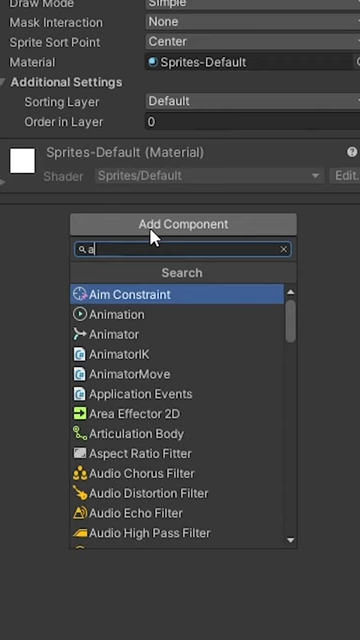 Draw Mode Simple
Mask Interaction None
Sprite Sort Point Center
Material Sprites-Default
Additional Settings
Sorting Layer Default
Order in Layer 0
Sprites-Default (Material)
Shader Sprites/Default Edit.
Add Component
a
Search
Aim Constraint
Animation
Animator
AnimatorIK
AnimatorMove
Application Events
Area Effector 2D
Articulation Body
Aspect Ratio Fitter
Audio Chorus Filter
Audio Distortion Filter
Audio Echo Filter
Audio High Pass Filter